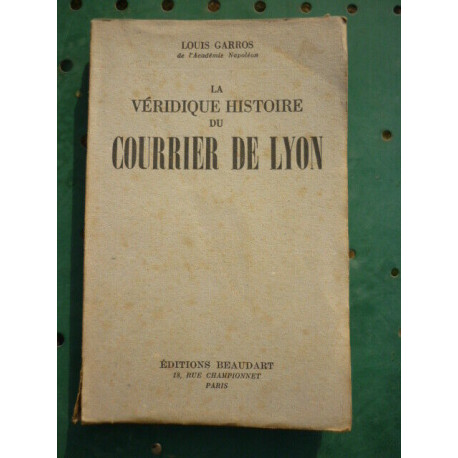 LOUIS GARROS
de l'Académie Napoléon
LA
VÉRIDIQUE HISTOIRE
DU
COURRIER DE LYON
ÉDITIONS BEAUDART
18, RUE CHAMPIONNET
PARIS